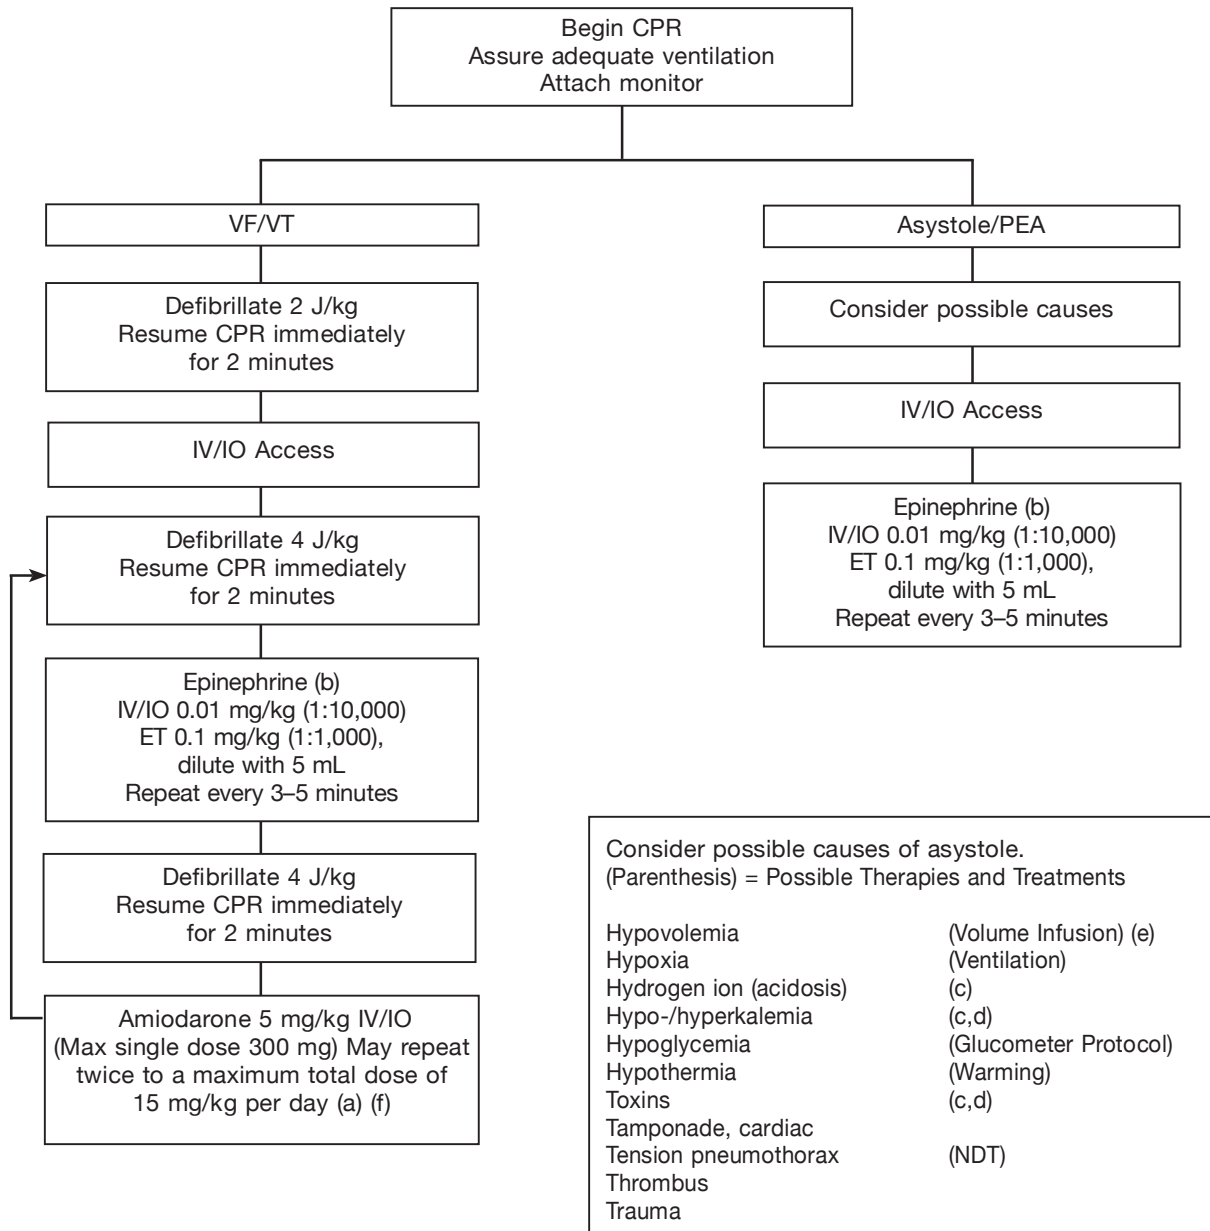 Begin CPR
Assure adequate ventilation
Attach monitor
VF/VT
Defibrillate 2 J/kg
Resume CPR immediately
for 2 minutes
IV/IO Access
Defibrillate 4 J/kg
Resume CPR immediately
for 2 minutes
Epinephrine (b)
IV/IO 0.01 mg/kg (1:10,000)
ET 0.1 mg/kg (1:1,000),
dilute with 5 mL
Repeat every 3–5 minutes
Defibrillate 4 J/kg
Resume CPR immediately
for 2 minutes
Amiodarone 5 mg/kg IV/IO
(Max single dose 300 mg) May repeat
twice to a maximum total dose of
15 mg/kg per day (a) (f)
Asystole/PEA
Consider possible causes
IV/IO Access
Epinephrine (b)
IV/IO 0.01 mg/kg (1:10,000)
ET 0.1 mg/kg (1:1,000),
dilute with 5 mL
Repeat every 3–5 minutes
Consider possible causes of asystole.
(Parenthesis) = Possible Therapies and Treatments
Hypovolemia (Volume Infusion) (e)
Hypoxia (Ventilation)
Hydrogen ion (acidosis) (c)
Hypo-/hyperkalemia (c,d)
Hypoglycemia (Glucometer Protocol)
Hypothermia (Warming)
Toxins (c,d)
Tamponade, cardiac
Tension pneumothorax (NDT)
Thrombus
Trauma